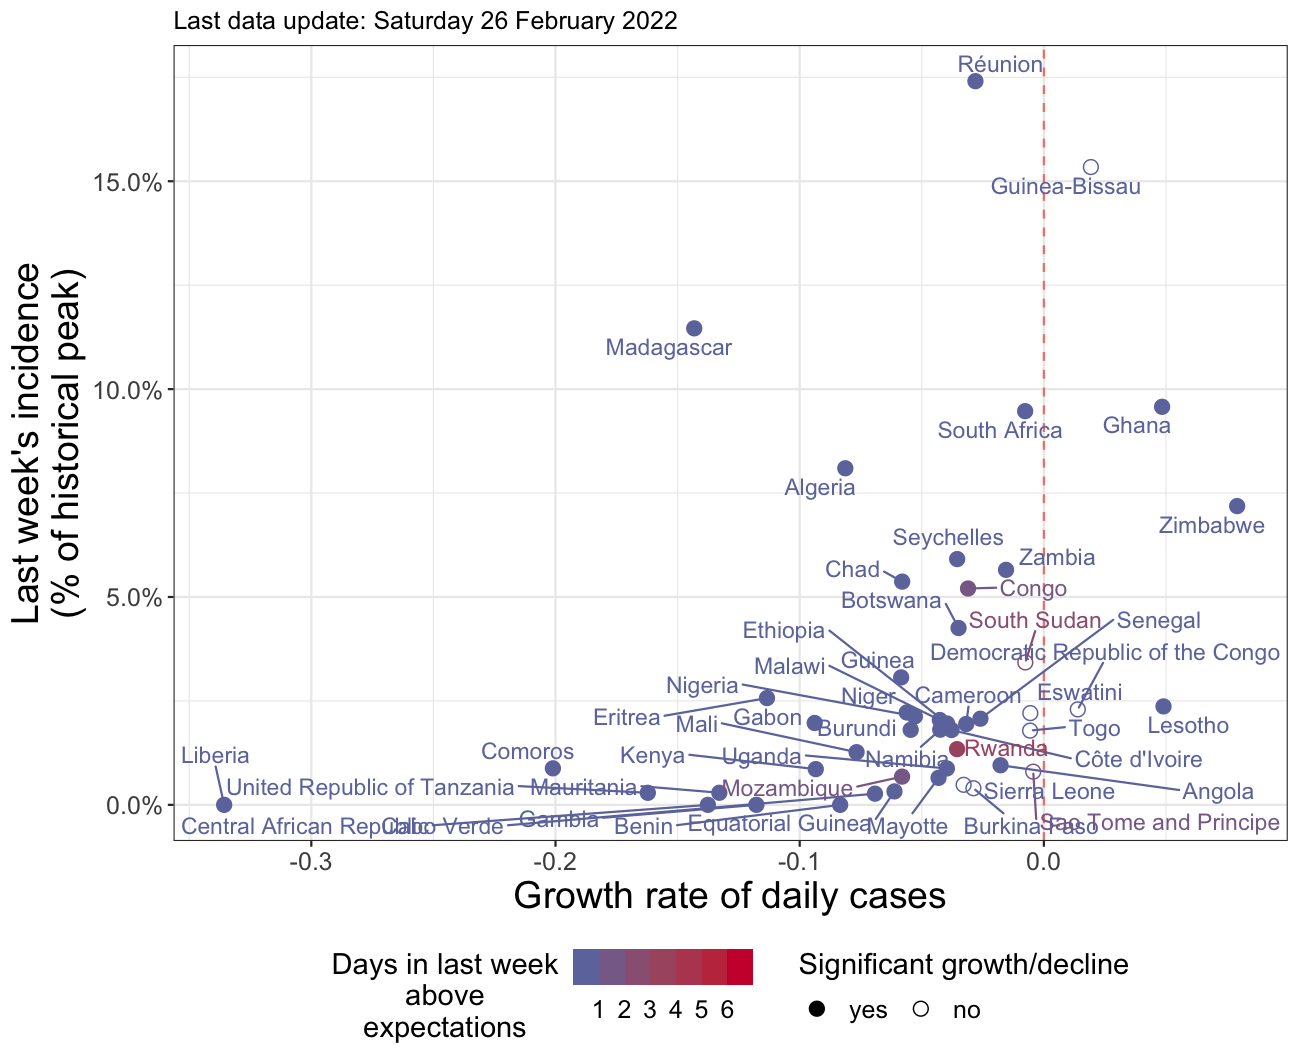 Last data update: Saturday 26 February 2022
Last week's incidence
(% of historical peak)
15.0%
10.0%
5.0%
0.0%
Réunion
Guinea-Bissau
Madagascar
South Africa
Ghana
Algeria
Zimbabwe
Seychelles
Zambia
Chad
Congo
Botswana
South Sudan
Senegal
Ethiopia
Democratic Republic of the Congo
Guinea
Malawi
Nigeria
Niger
Cameroon
Eswatini
Eritrea
Mali
Gabon
Burundi
Togo
Lesotho
Liberia
Comoros
Kenya
Uganda
Namibia
Rwanda
Côte d'Ivoire
United Republic of Tanzania
Mauritania
Mozambique
Sierra Leone
Angola
Central African Republic
Cabo Verde
Gambia
Benin
Equatorial Guinea
Mayotte
Burkina Faso
Sao Tome and Principe
-0.3
-0.2
-0.1
0.0
Growth rate of daily cases
Days in last week
above
expectations
1 2 3 4 5 6
Significant growth/decline
yes
no